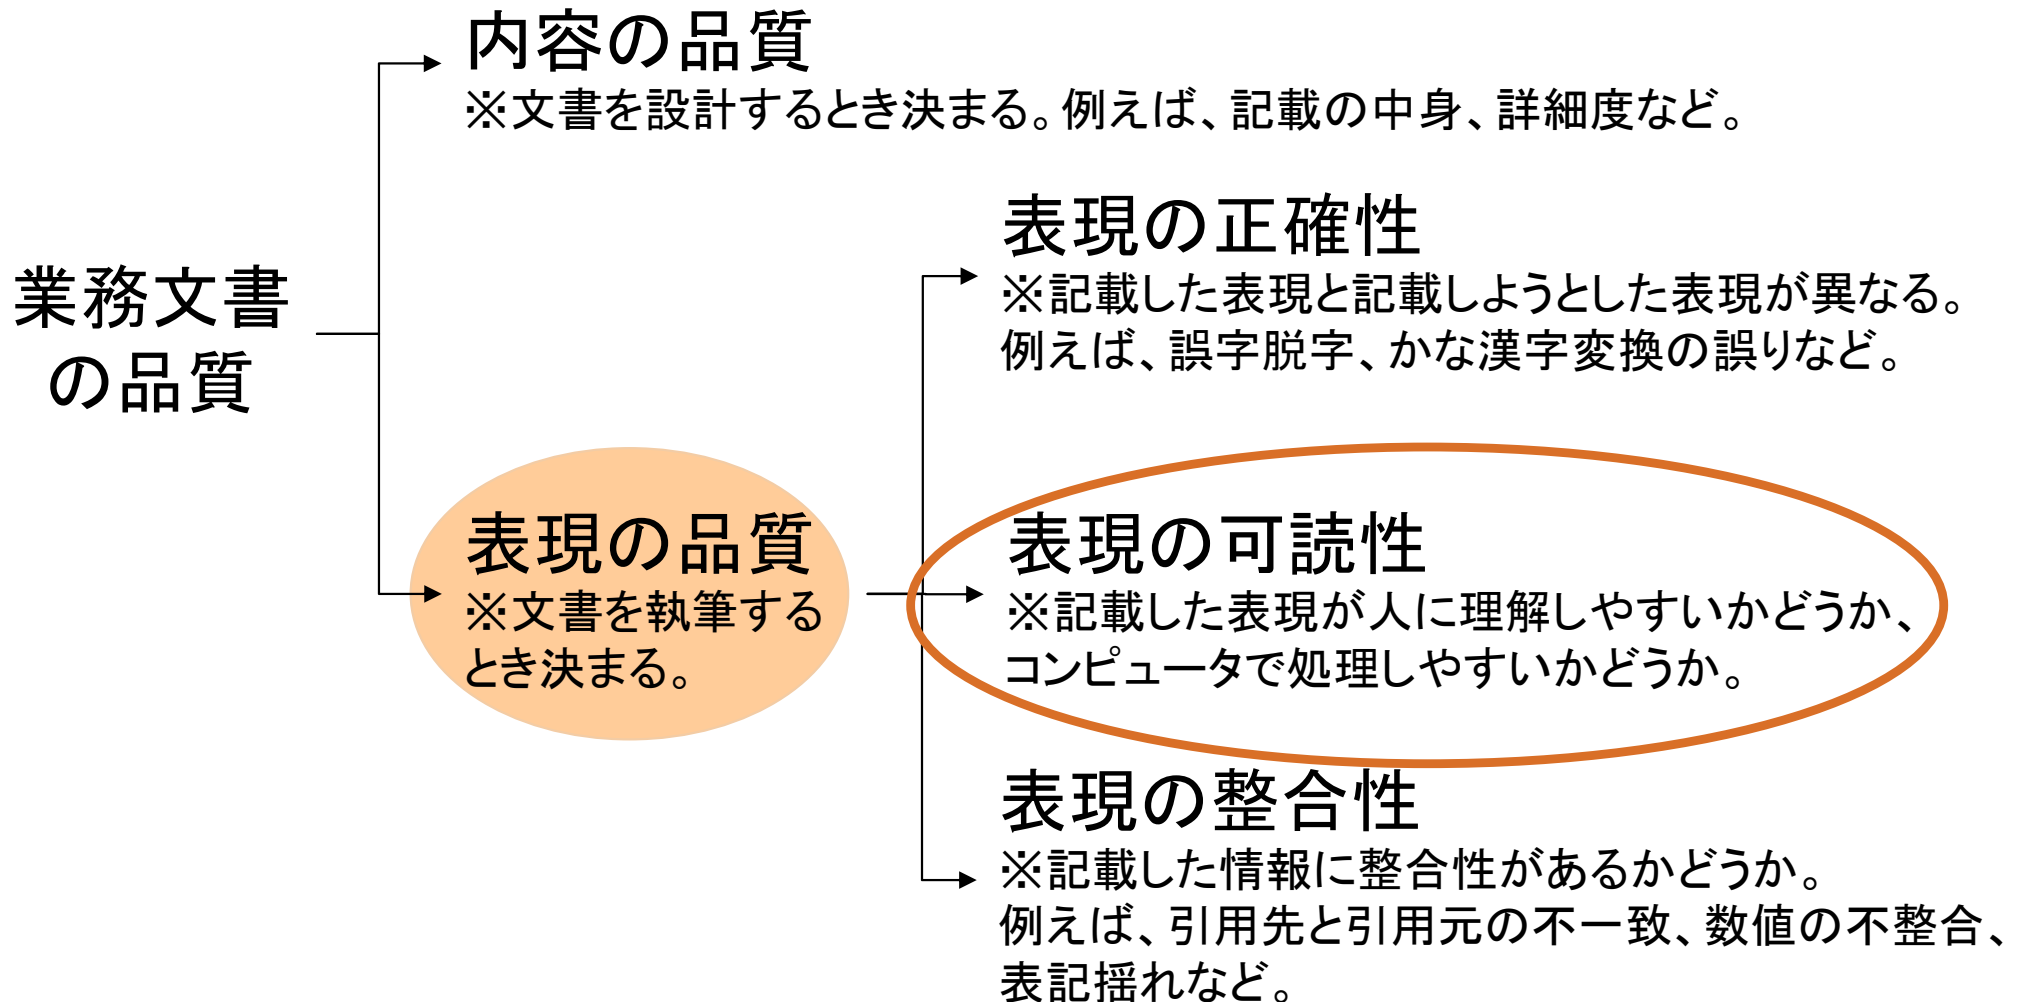 内容の品質
※文書を設計するとき決まる。例えば、記載の中身、詳細度など。
業務文書
の品質
表現の品質
※文書を執筆する
とき決まる。
表現の正確性
※記載した表現と記載しようとした表現が異なる。
例えば、誤字脱字、かな漢字変換の誤りなど。
表現の可読性
※記載した表現が人に理解しやすいかどうか、
コンピュータで処理しやすいかどうか。
表現の整合性
※記載した情報に整合性があるかどうか。
例えば、引用先と引用元の不一致、数値の不整合、
表記揺れなど。